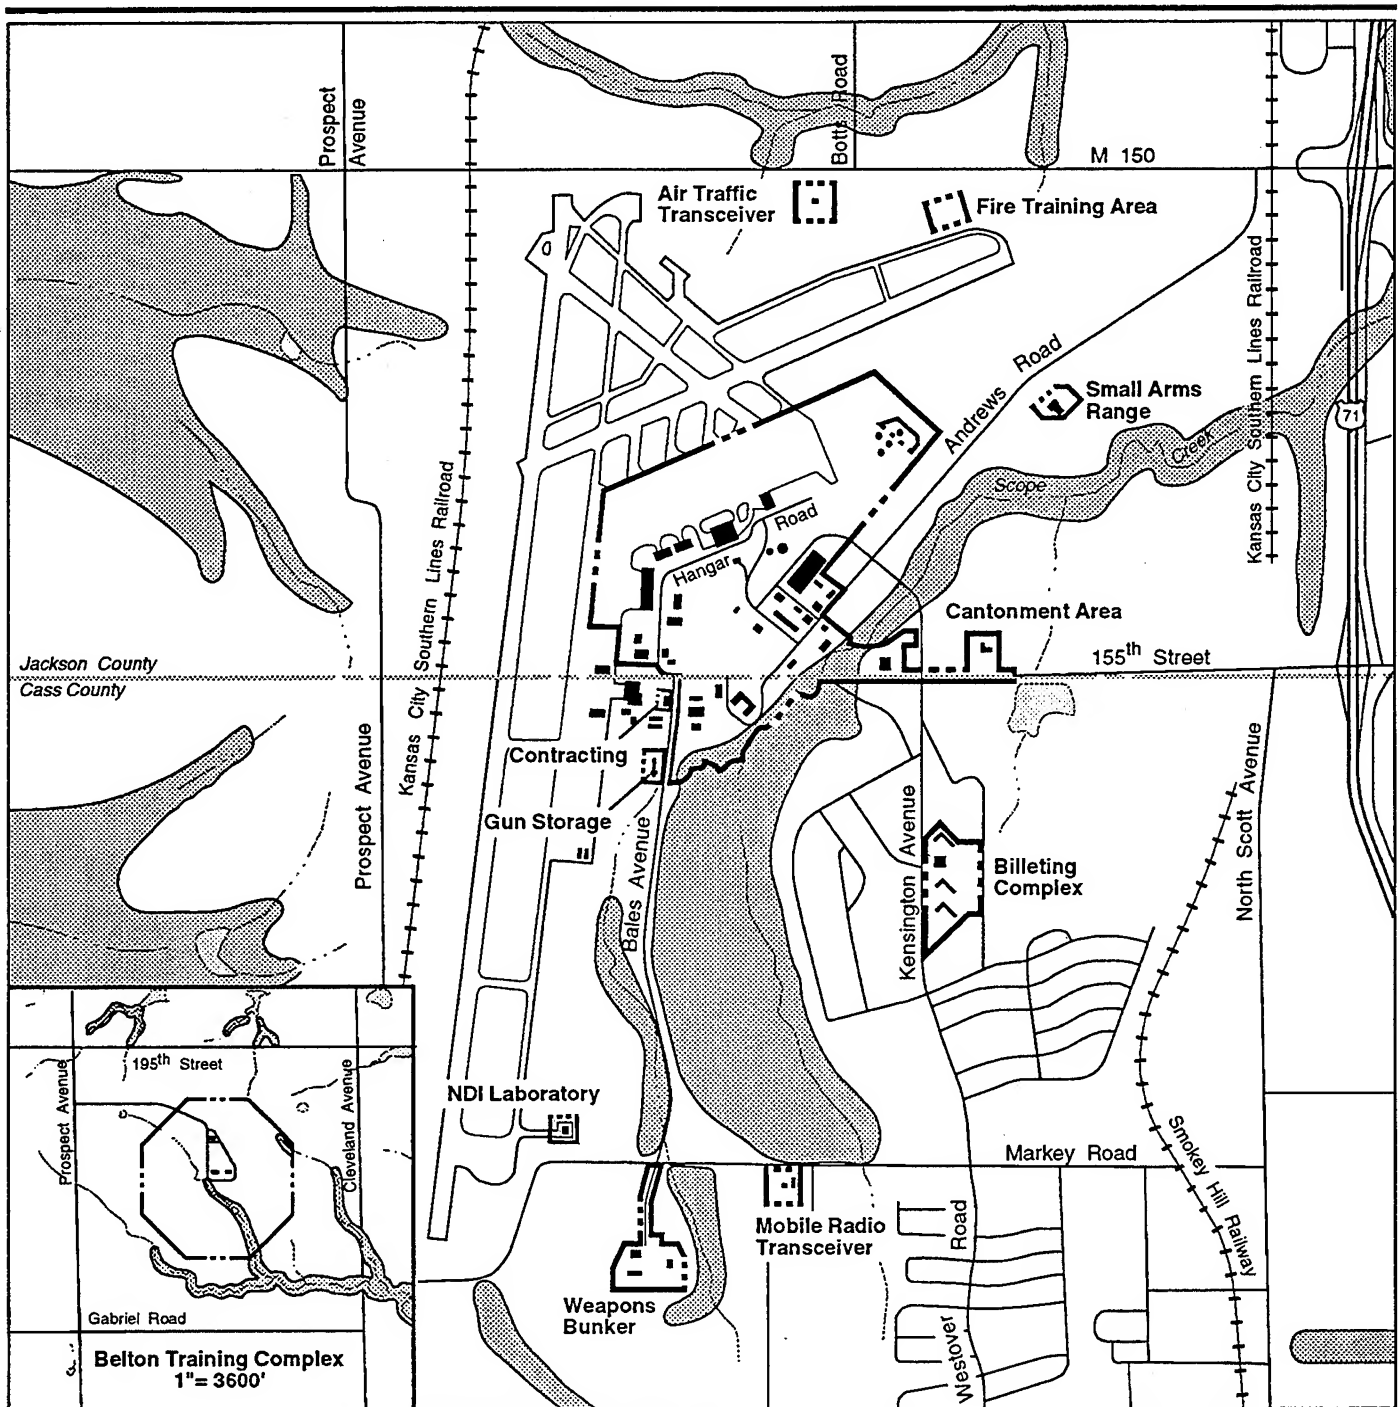 Prospect
Avenue
Botts Road
M 150
Air Traffic
Transceiver
Fire Training Area
Kansas City Southern Lines Railroad
Andrews Road
Small Arms
Range
71
Scope Creek
Kansas City Southern Lines Railroad
Hangar Road
Cantonment Area
Jackson County
Cass County
155th Street
Prospect Avenue
Contracting
Gun Storage
Bales Avenue
Kensington Avenue
Billeting
Complex
North Scott Avenue
NDI Laboratory
Markey Road
Smokey Hill Railway
Mobile Radio
Transceiver
Westover Road
Weapons
Bunker
195th Street
Prospect Avenue
Cleveland Avenue
Gabriel Road
Belton Training Complex
1"= 3600'